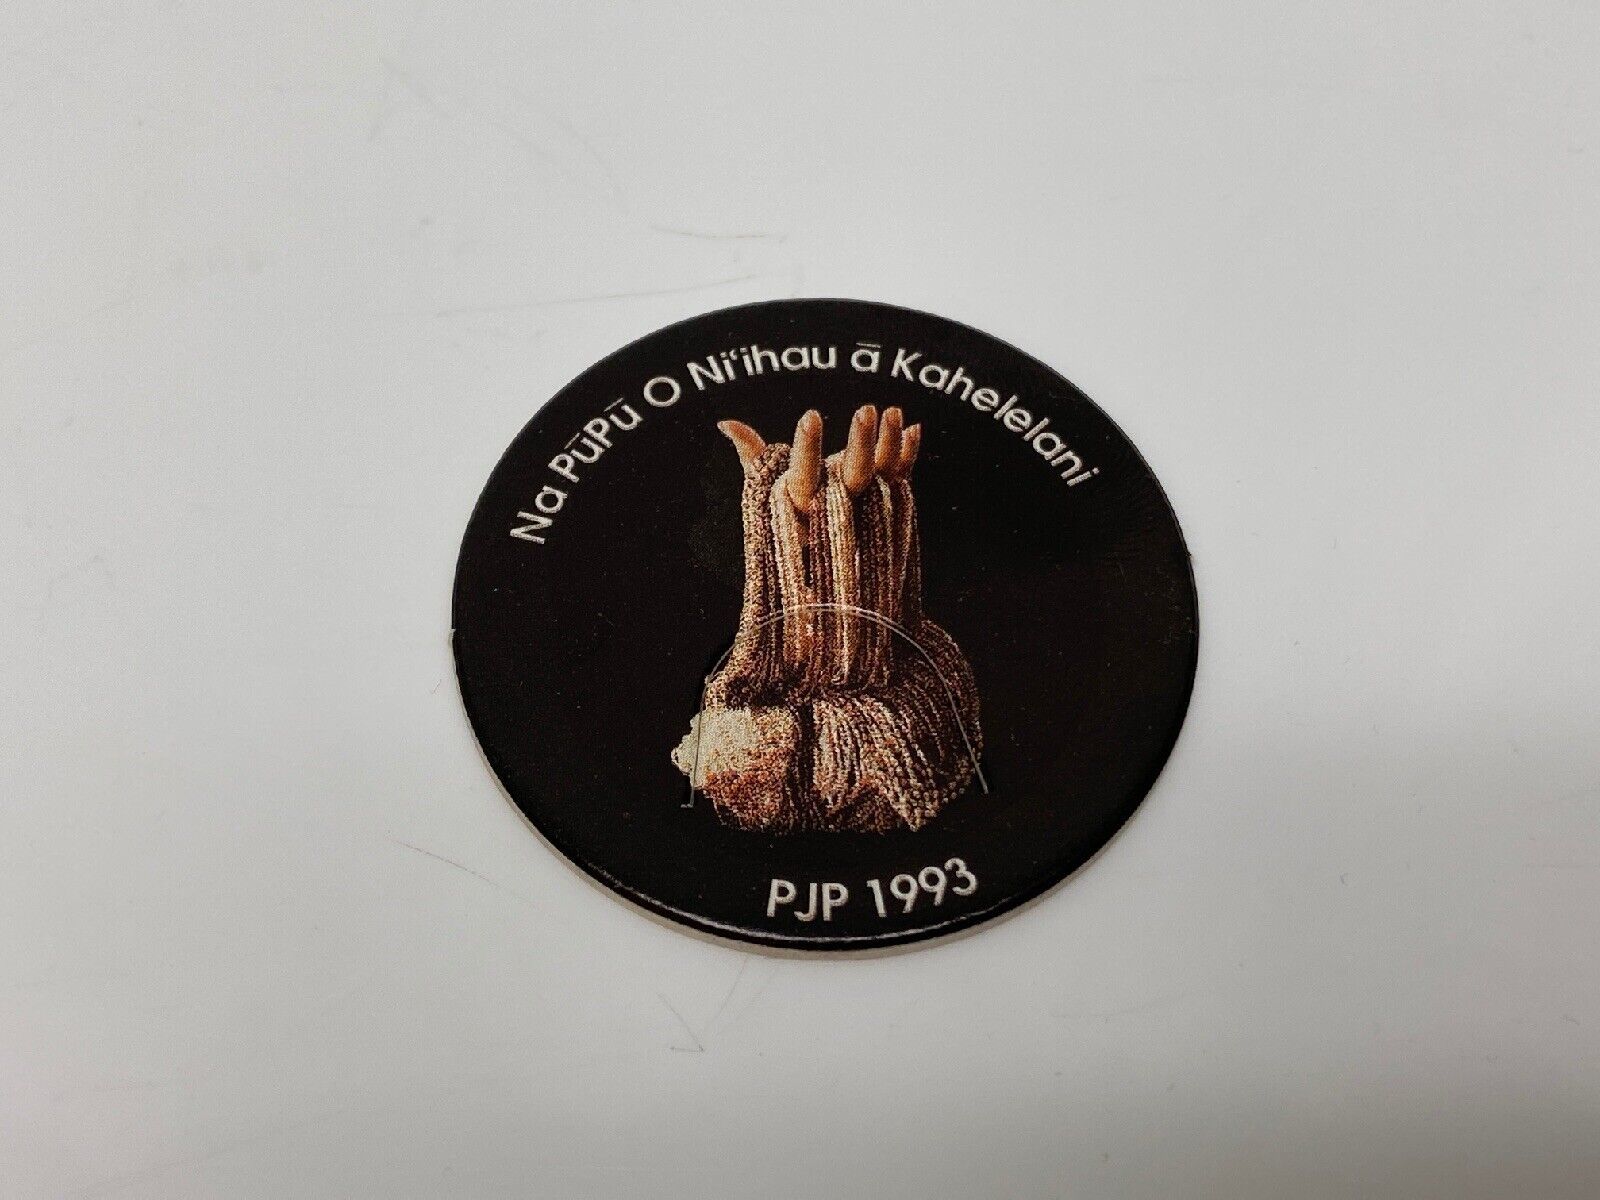 Na PūPū O Ni‘ihau ā Kahelelani
PJP 1993